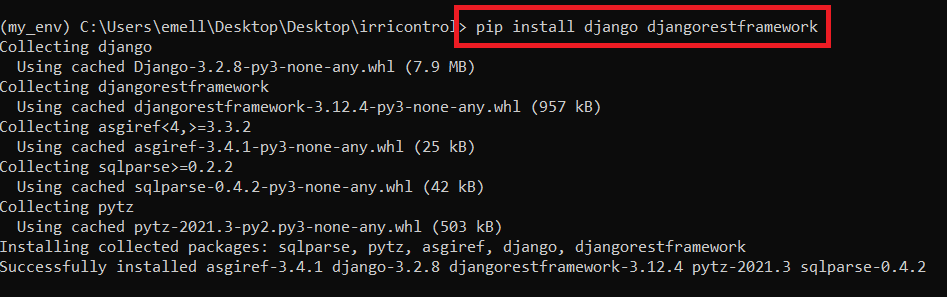 (my_env) C:\Users\emell\Desktop\Desktop\irricontrol> pip install django djangorestframework
Collecting django
  Using cached Django-3.2.8-py3-none-any.whl (7.9 MB)
Collecting djangorestframework
  Using cached djangorestframework-3.12.4-py3-none-any.whl (957 kB)
Collecting asgiref<4,>=3.3.2
  Using cached asgiref-3.4.1-py3-none-any.whl (25 kB)
Collecting sqlparse>=0.2.2
  Using cached sqlparse-0.4.2-py3-none-any.whl (42 kB)
Collecting pytz
  Using cached pytz-2021.3-py2.py3-none-any.whl (503 kB)
Installing collected packages: sqlparse, pytz, asgiref, django, djangorestframework
Successfully installed asgiref-3.4.1 django-3.2.8 djangorestframework-3.12.4 pytz-2021.3 sqlparse-0.4.2